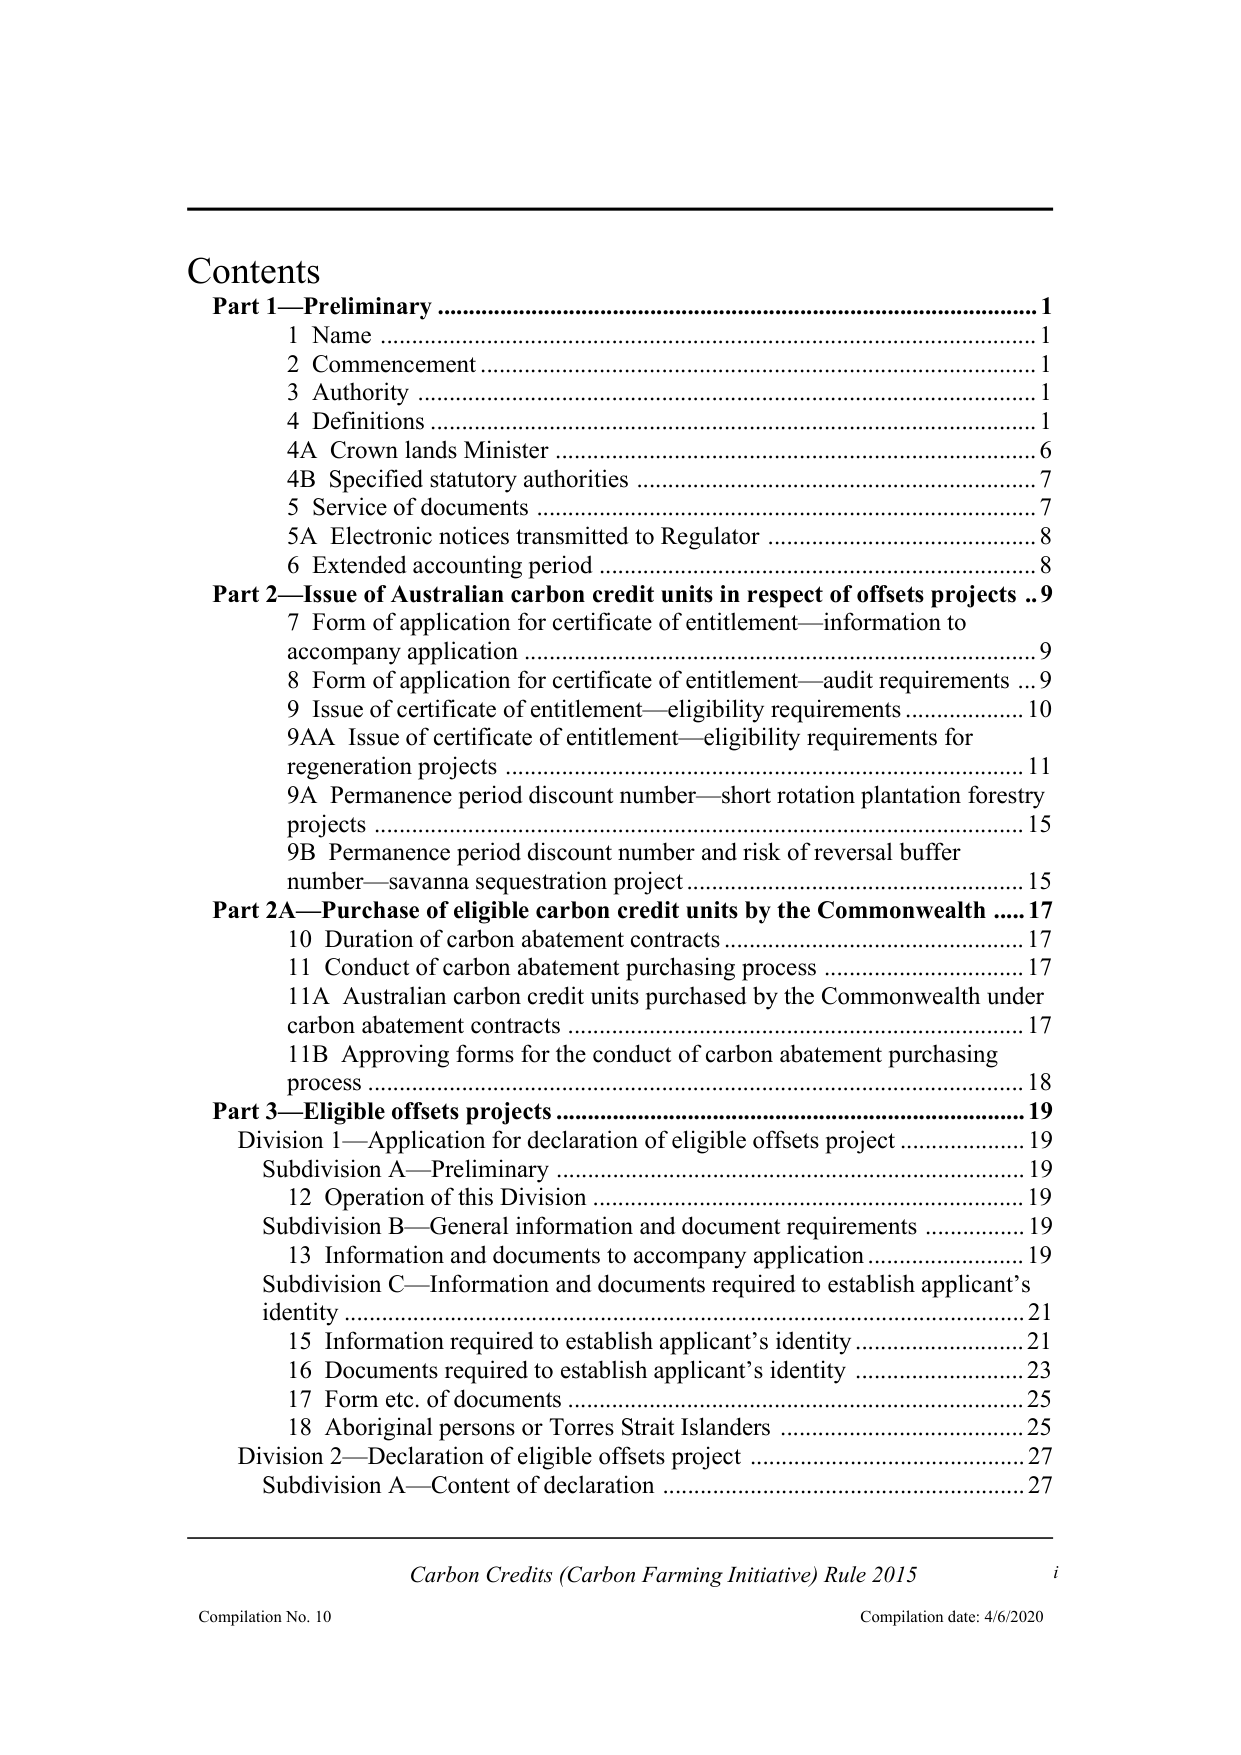 Contents
Part 1—Preliminary ................................................................................................ 1
1 Name ......................................................................................................... 1
2 Commencement ......................................................................................... 1
3 Authority ................................................................................................... 1
4 Definitions ................................................................................................. 1
4A Crown lands Minister ............................................................................. 6
4B Specified statutory authorities ................................................................ 7
5 Service of documents ................................................................................ 7
5A Electronic notices transmitted to Regulator ........................................... 8
6 Extended accounting period ...................................................................... 8
Part 2—Issue of Australian carbon credit units in respect of offsets projects .. 9
7 Form of application for certificate of entitlement—information to
accompany application .................................................................................. 9
8 Form of application for certificate of entitlement—audit requirements ... 9
9 Issue of certificate of entitlement—eligibility requirements ................... 10
9AA Issue of certificate of entitlement—eligibility requirements for
regeneration projects ................................................................................... 11
9A Permanence period discount number—short rotation plantation forestry
projects ........................................................................................................ 15
9B Permanence period discount number and risk of reversal buffer
number—savanna sequestration project ...................................................... 15
Part 2A—Purchase of eligible carbon credit units by the Commonwealth ..... 17
10 Duration of carbon abatement contracts ................................................ 17
11 Conduct of carbon abatement purchasing process ................................ 17
11A Australian carbon credit units purchased by the Commonwealth under
carbon abatement contracts ......................................................................... 17
11B Approving forms for the conduct of carbon abatement purchasing
process ......................................................................................................... 18
Part 3—Eligible offsets projects ........................................................................... 19
Division 1—Application for declaration of eligible offsets project .................... 19
Subdivision A—Preliminary ........................................................................... 19
12 Operation of this Division ..................................................................... 19
Subdivision B—General information and document requirements ................ 19
13 Information and documents to accompany application ......................... 19
Subdivision C—Information and documents required to establish applicant’s
identity ............................................................................................................. 21
15 Information required to establish applicant’s identity ........................... 21
16 Documents required to establish applicant’s identity ........................... 23
17 Form etc. of documents ......................................................................... 25
18 Aboriginal persons or Torres Strait Islanders ....................................... 25
Division 2—Declaration of eligible offsets project ............................................ 27
Subdivision A—Content of declaration .......................................................... 27
Carbon Credits (Carbon Farming Initiative) Rule 2015 i
Compilation No. 10 Compilation date: 4/6/2020